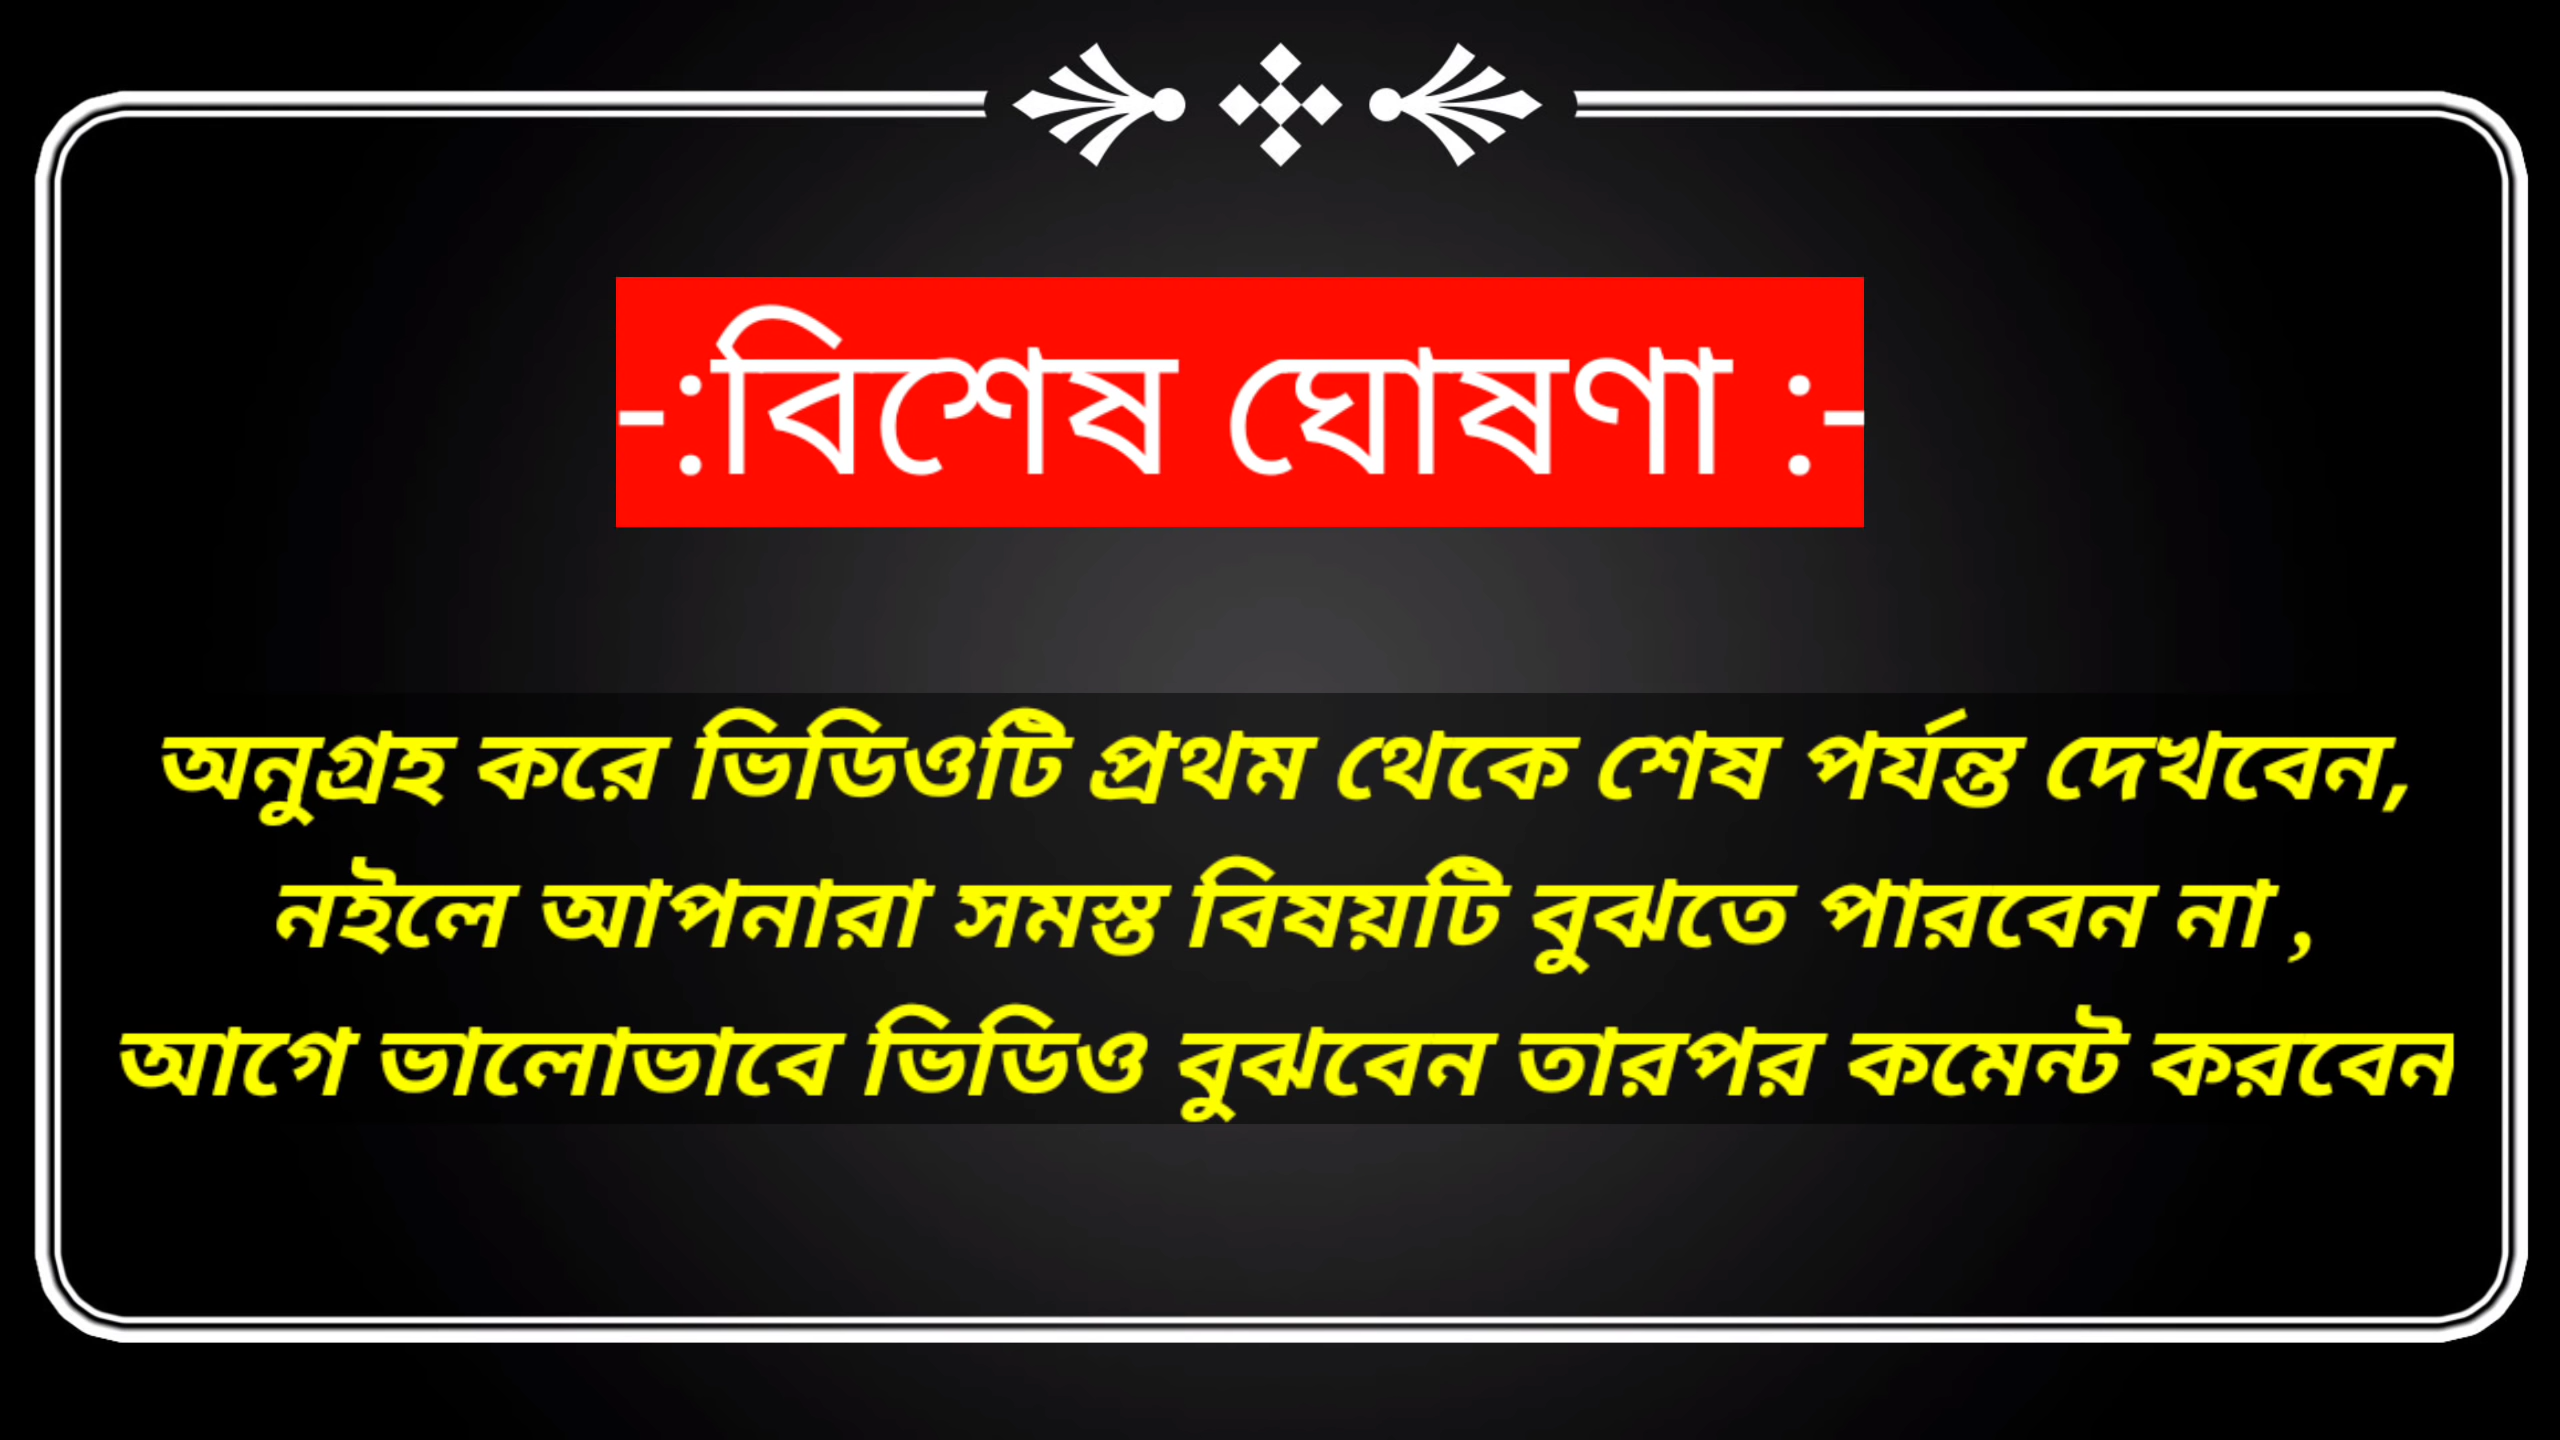 -:বিশেষ ঘোষণা :-
অনুগ্রহ করে ভিডিওটি প্রথম থেকে শেষ পর্যন্ত দেখবেন,
নইলে আপনারা সমস্ত বিষয়টি বুঝতে পারবেন না ,
আগে ভালোভাবে ভিডিও বুঝবেন তারপর কমেন্ট করবেন